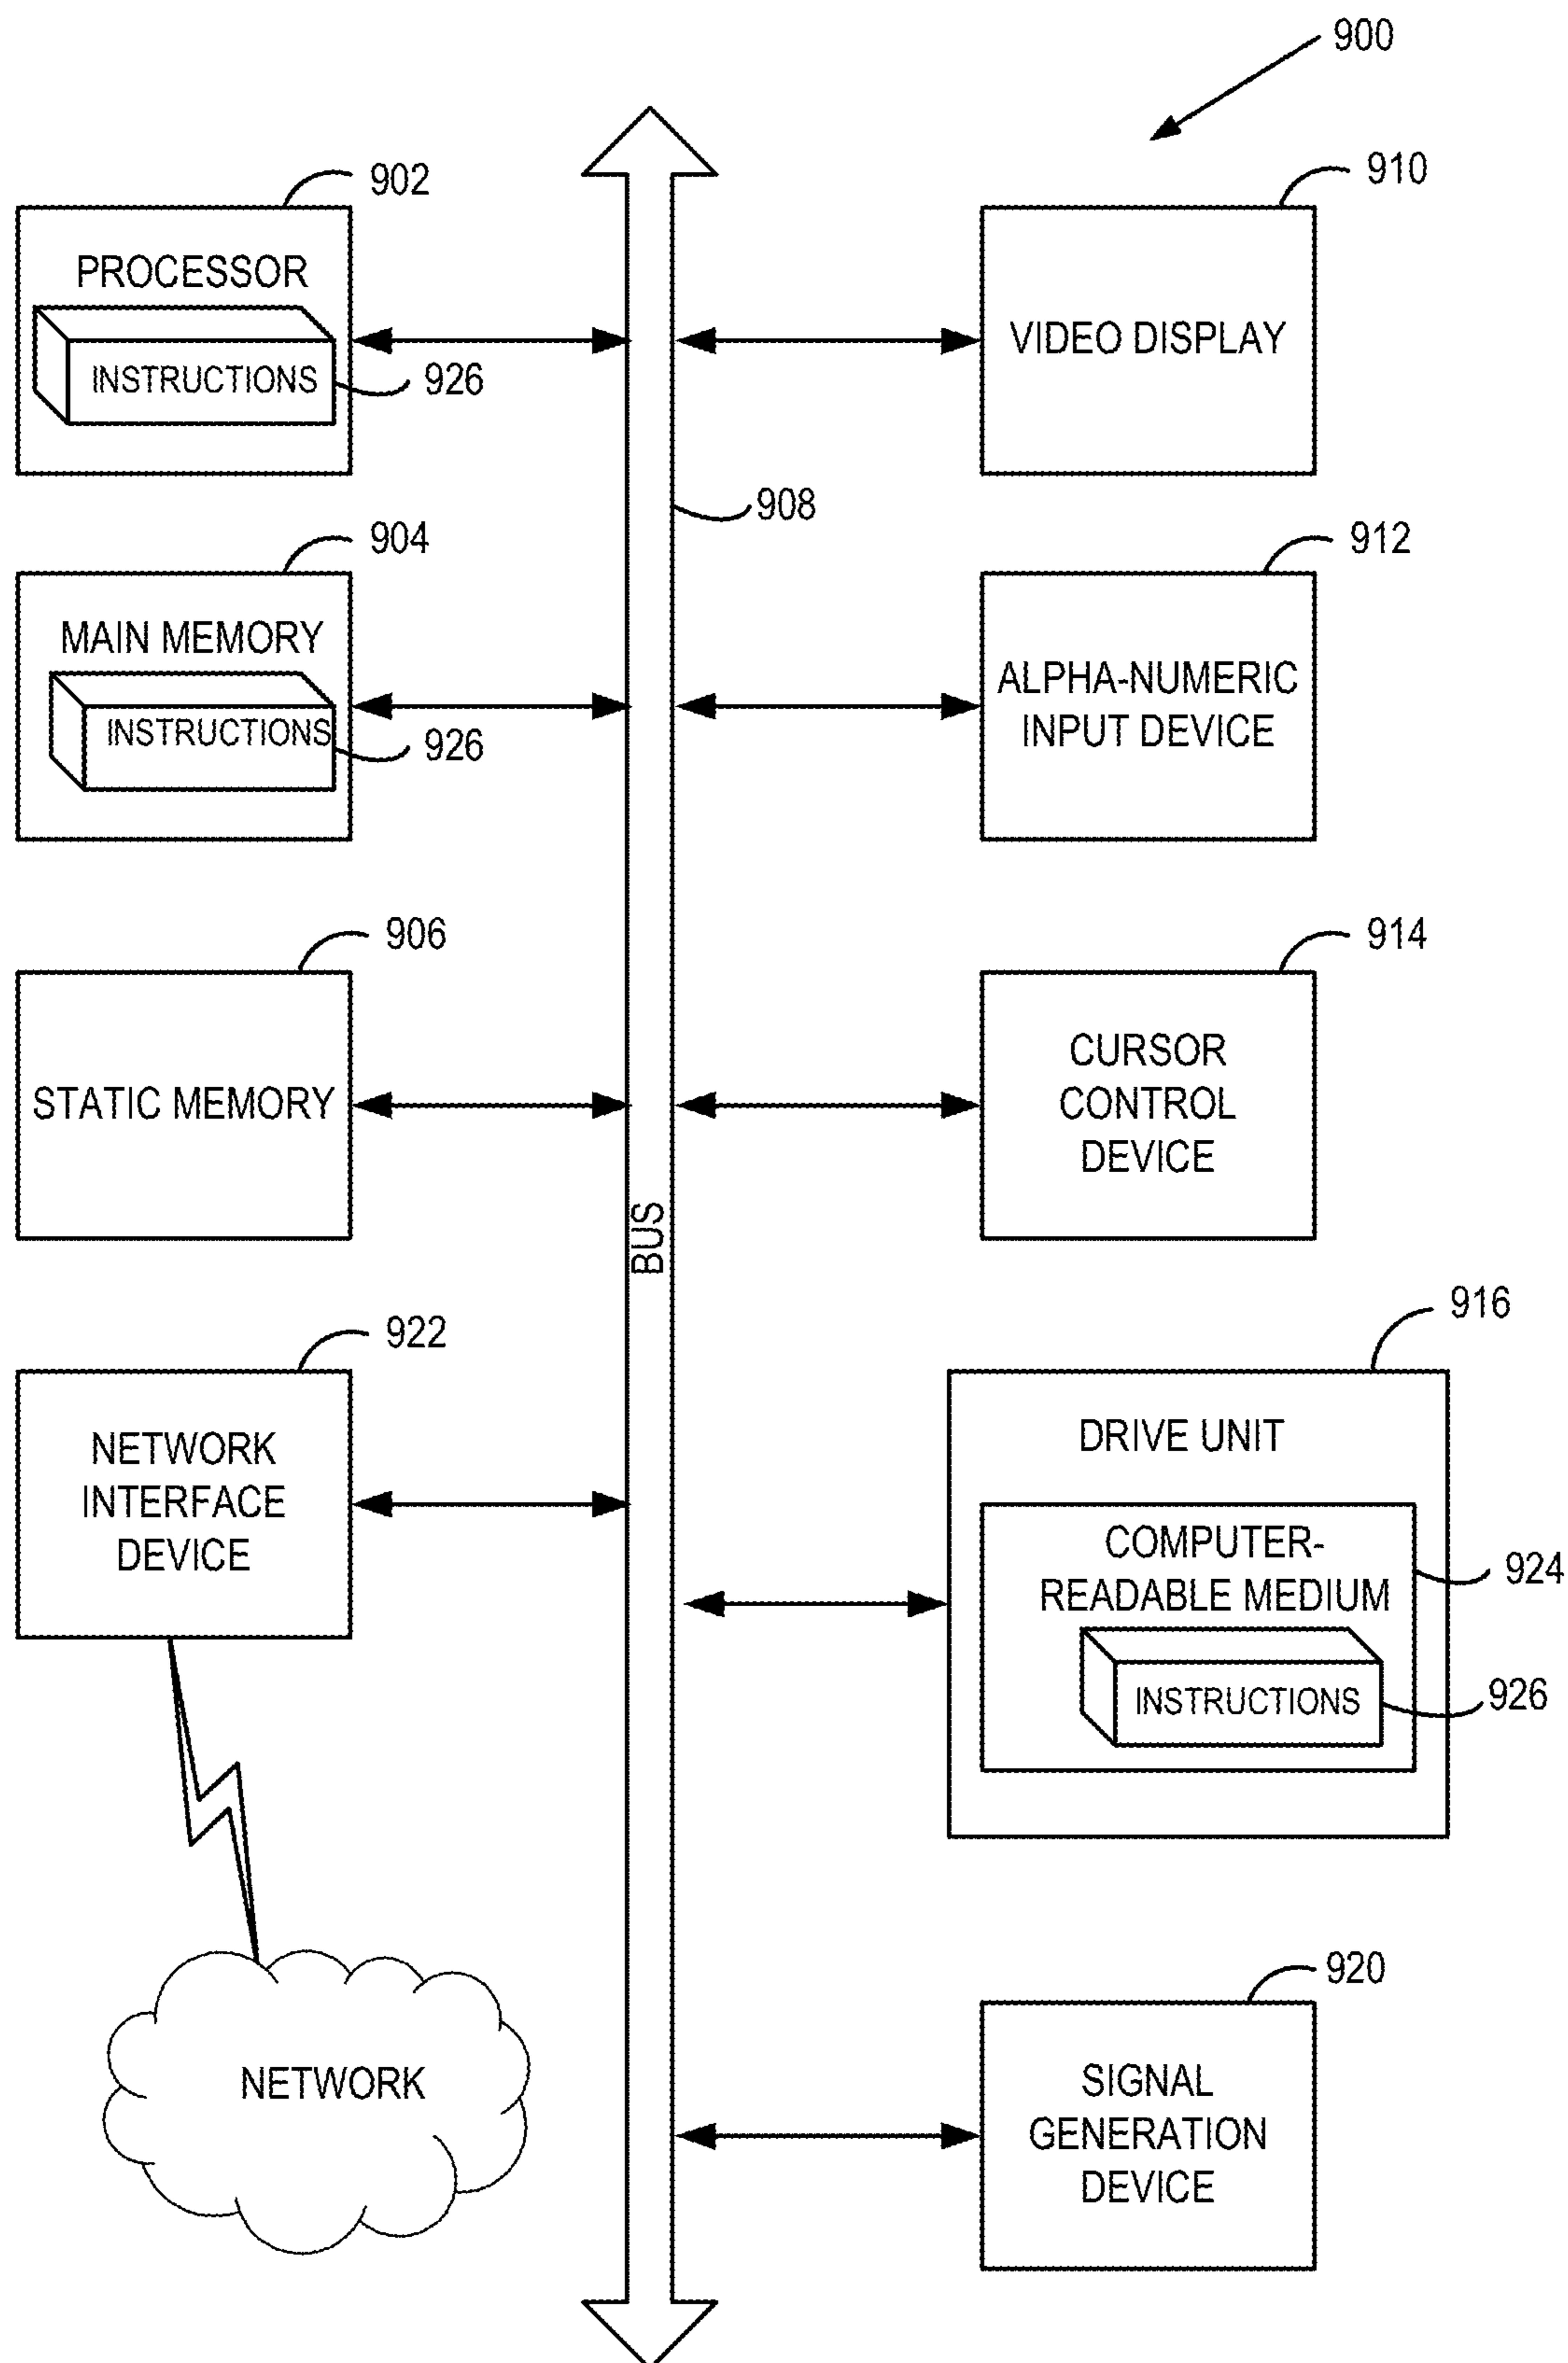 900
902
PROCESSOR
INSTRUCTIONS
926
904
MAIN MEMORY
INSTRUCTIONS
926
906
STATIC MEMORY
922
NETWORK
INTERFACE
DEVICE
NETWORK
908
BUS
910
VIDEO DISPLAY
912
ALPHA-NUMERIC
INPUT DEVICE
914
CURSOR
CONTROL
DEVICE
916
DRIVE UNIT
COMPUTER-
READABLE MEDIUM
924
INSTRUCTIONS
926
920
SIGNAL
GENERATION
DEVICE